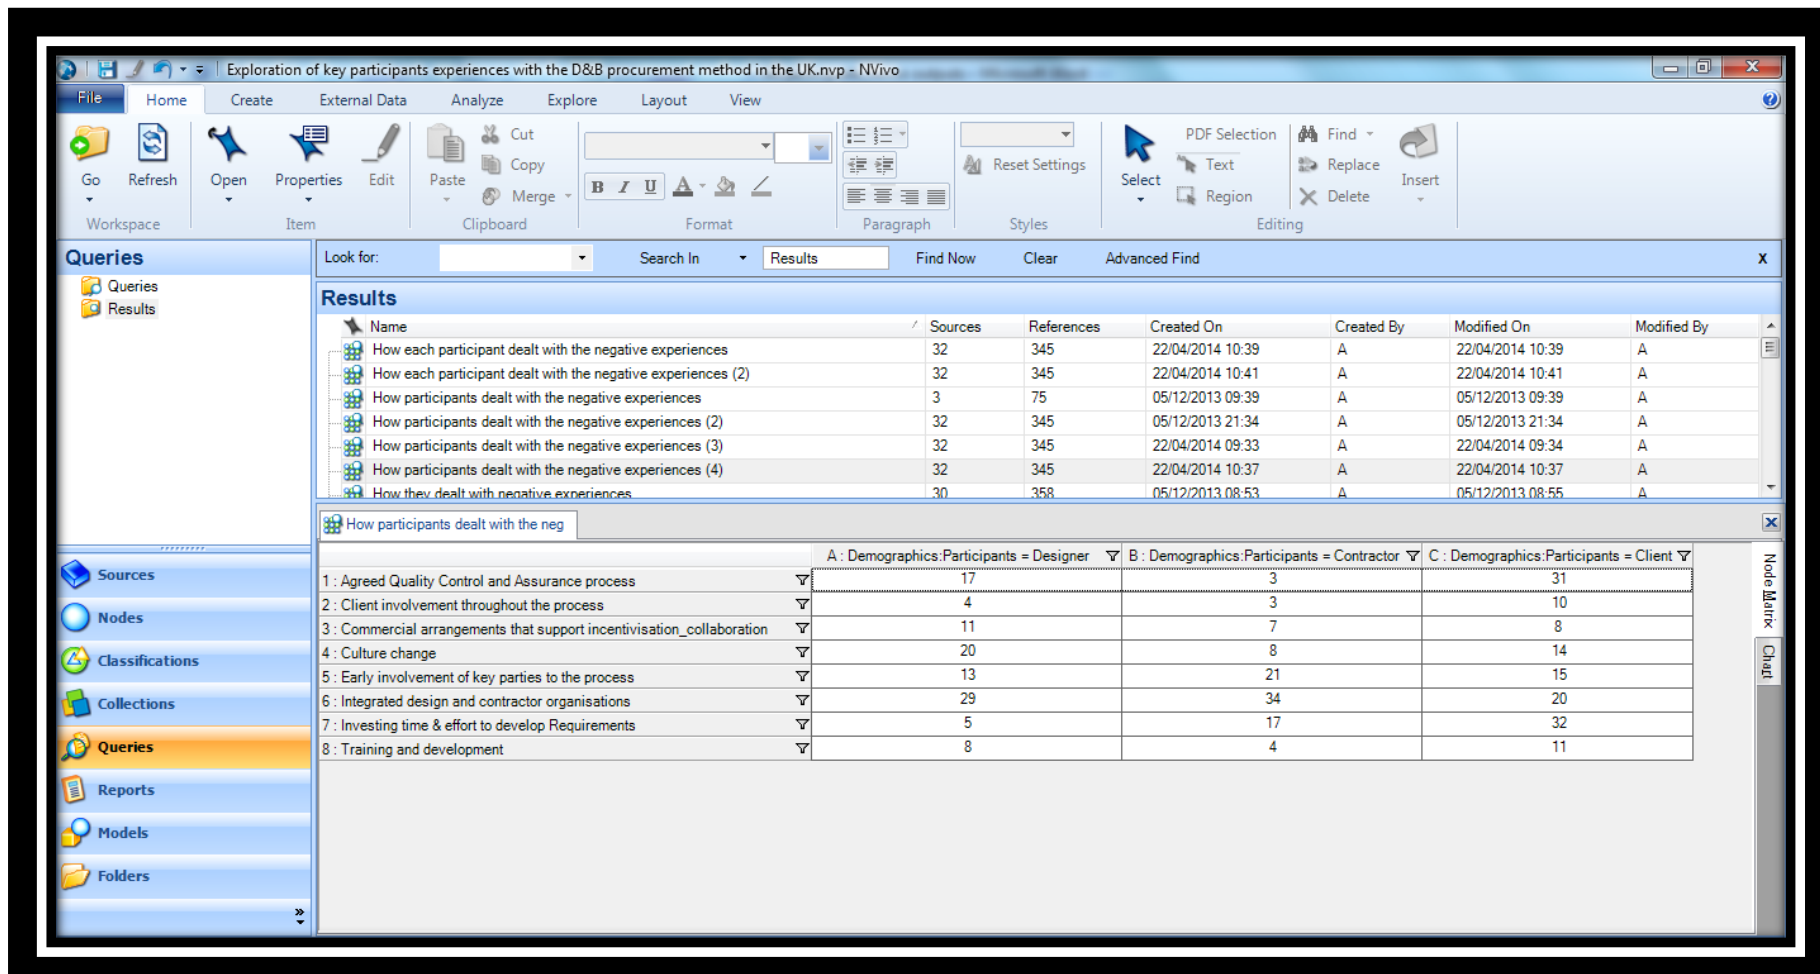 Exploration of key participants experiences with the D&B procurement method in the UK.nvp - NVivo
File Home Create External Data Analyze Explore Layout View
Go Refresh Open Properties Edit Paste Cut Copy Merge
B I U A
Reset Settings
Select PDF Selection Text Region Find Replace Delete Insert
Workspace Item Clipboard Format Paragraph Styles Editing
Queries
Queries
Results
Look for: Search In Results Find Now Clear Advanced Find X
Results
Name Sources References Created On Created By Modified On Modified By
How each participant dealt with the negative experiences 32 345 22/04/2014 10:39 A 22/04/2014 10:39 A
How each participant dealt with the negative experiences (2) 32 345 22/04/2014 10:41 A 22/04/2014 10:41 A
How participants dealt with the negative experiences 3 75 05/12/2013 09:39 A 05/12/2013 09:39 A
How participants dealt with the negative experiences (2) 32 345 05/12/2013 21:34 A 05/12/2013 21:34 A
How participants dealt with the negative experiences (3) 32 345 22/04/2014 09:33 A 22/04/2014 09:34 A
How participants dealt with the negative experiences (4) 32 345 22/04/2014 10:37 A 22/04/2014 10:37 A
How they dealt with negative experiences 30 358 05/12/2013 08:53 A 05/12/2013 08:55 A
How participants dealt with the neg
A : Demographics:Participants = Designer B : Demographics:Participants = Contractor C : Demographics:Participants = Client
1 : Agreed Quality Control and Assurance process 17 3 31
2 : Client involvement throughout the process 4 3 10
3 : Commercial arrangements that support incentivisation_collaboration 11 7 8
4 : Culture change 20 8 14
5 : Early involvement of key parties to the process 13 21 15
6 : Integrated design and contractor organisations 29 34 20
7 : Investing time & effort to develop Requirements 5 17 32
8 : Training and development 8 4 11
Node Matrix
Chart
Sources
Nodes
Classifications
Collections
Queries
Reports
Models
Folders